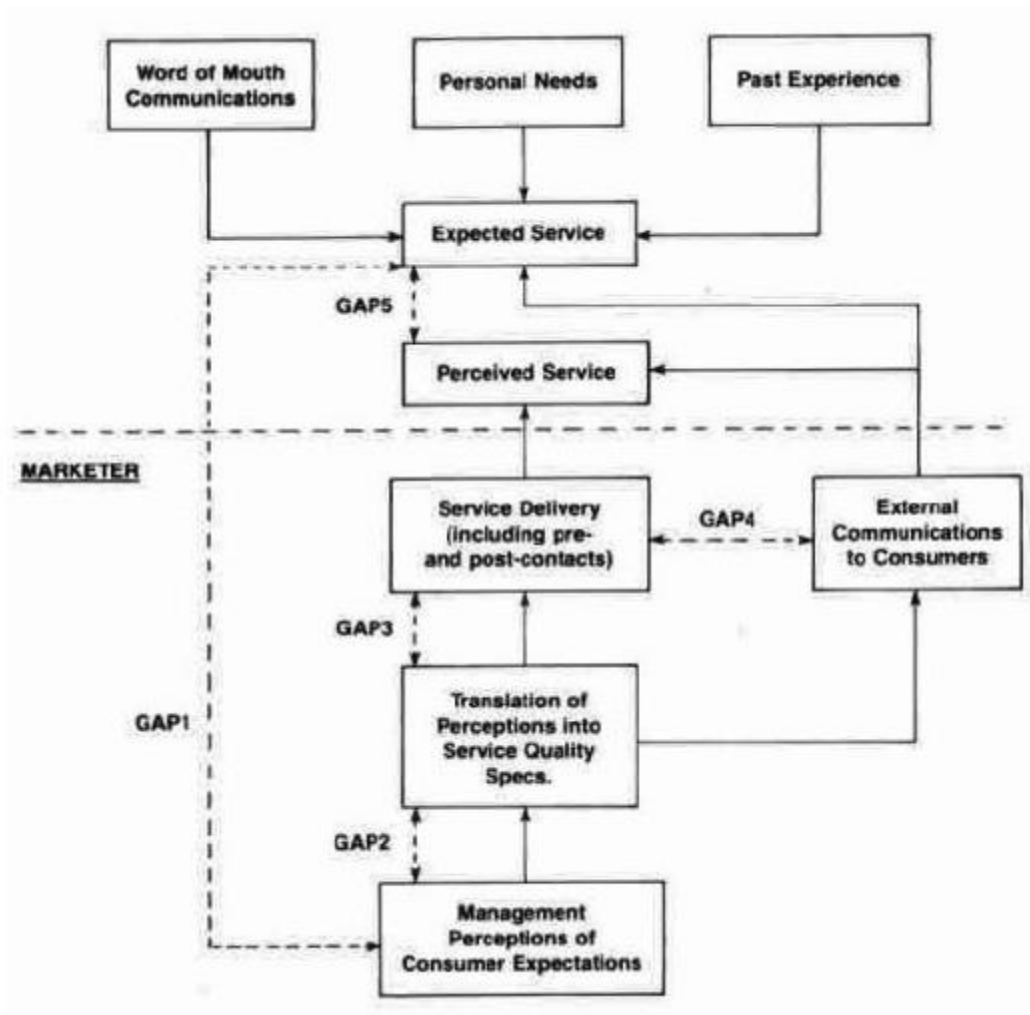 Word of Mouth
Communications
Personal Needs
Past Experience
Expected Service
GAP5
Perceived Service
MARKETER
Service Delivery
(including pre-
and post-contacts)
GAP4
External
Communications
to Consumers
GAP3
Translation of
Perceptions into
Service Quality
Specs.
GAP1
GAP2
Management
Perceptions of
Consumer Expectations